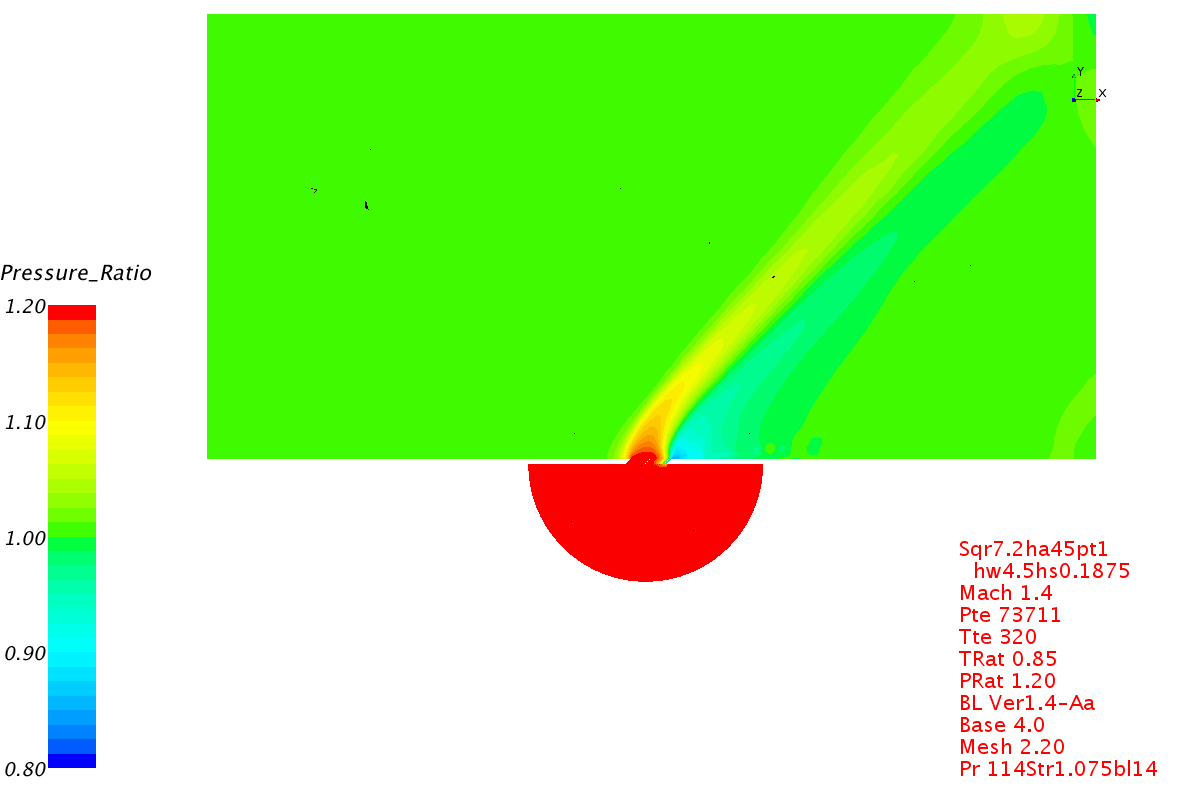 Y
Z X
Pressure_Ratio
1.20
1.10
1.00
0.90
0.80
Sqr7.2ha45pt1
hw4.5hs0.1875
Mach 1.4
Pte 73711
Tte 320
TRat 0.85
PRat 1.20
BL Ver1.4-Aa
Base 4.0
Mesh 2.20
Pr 114Str1.075bl14